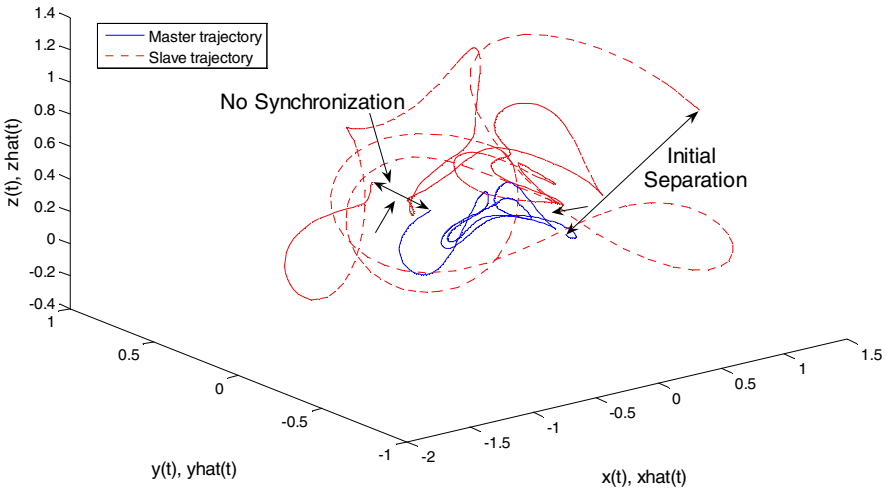 1.4
1.2
1
0.8
0.6
0.4
0.2
0
-0.2
-0.4
z(t), zhat(t)
Master trajectory
Slave trajectory
No Synchronization
Initial
Separation
1
0.5
0
-0.5
-1
y(t), yhat(t)
-2
-1.5
-1
-0.5
0
0.5
1
1.5
x(t), xhat(t)